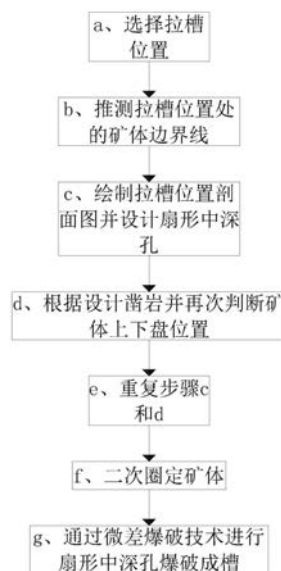 a、选择拉槽
位置
b、推测拉槽位置处
的矿体边界线
c、绘制拉槽位置剖
面图并设计扇形中深
孔
d、根据设计凿岩并再次判断矿
体上下盘位置
e、重复步骤c
和d
f、二次圈定矿体
g、通过微差爆破技术进行
扇形中深孔爆破成槽